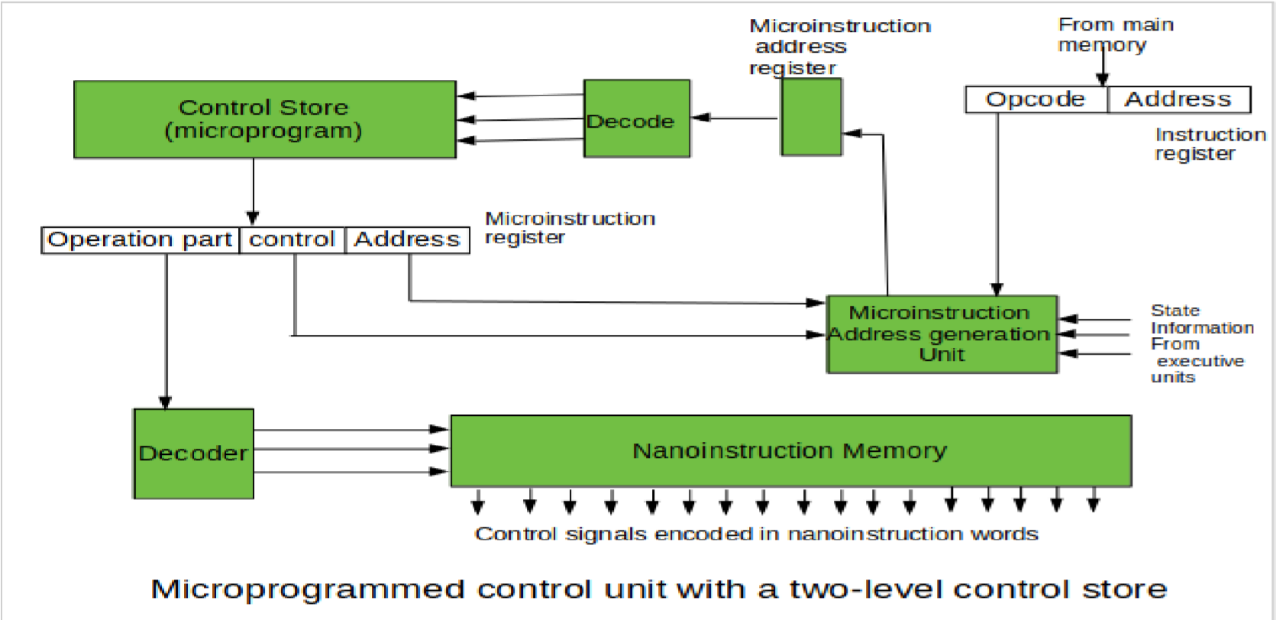 Microinstruction
address
register
From main
memory
Control Store
(microprogram)
Decode
Opcode Address
Instruction
register
Microinstruction
register
Operation part control Address
Microinstruction
Address generation
Unit
State
Information
From
executive
units
Decoder
Nanoinstruction Memory
Control signals encoded in nanoinstruction words
Microprogrammed control unit with a two-level control store